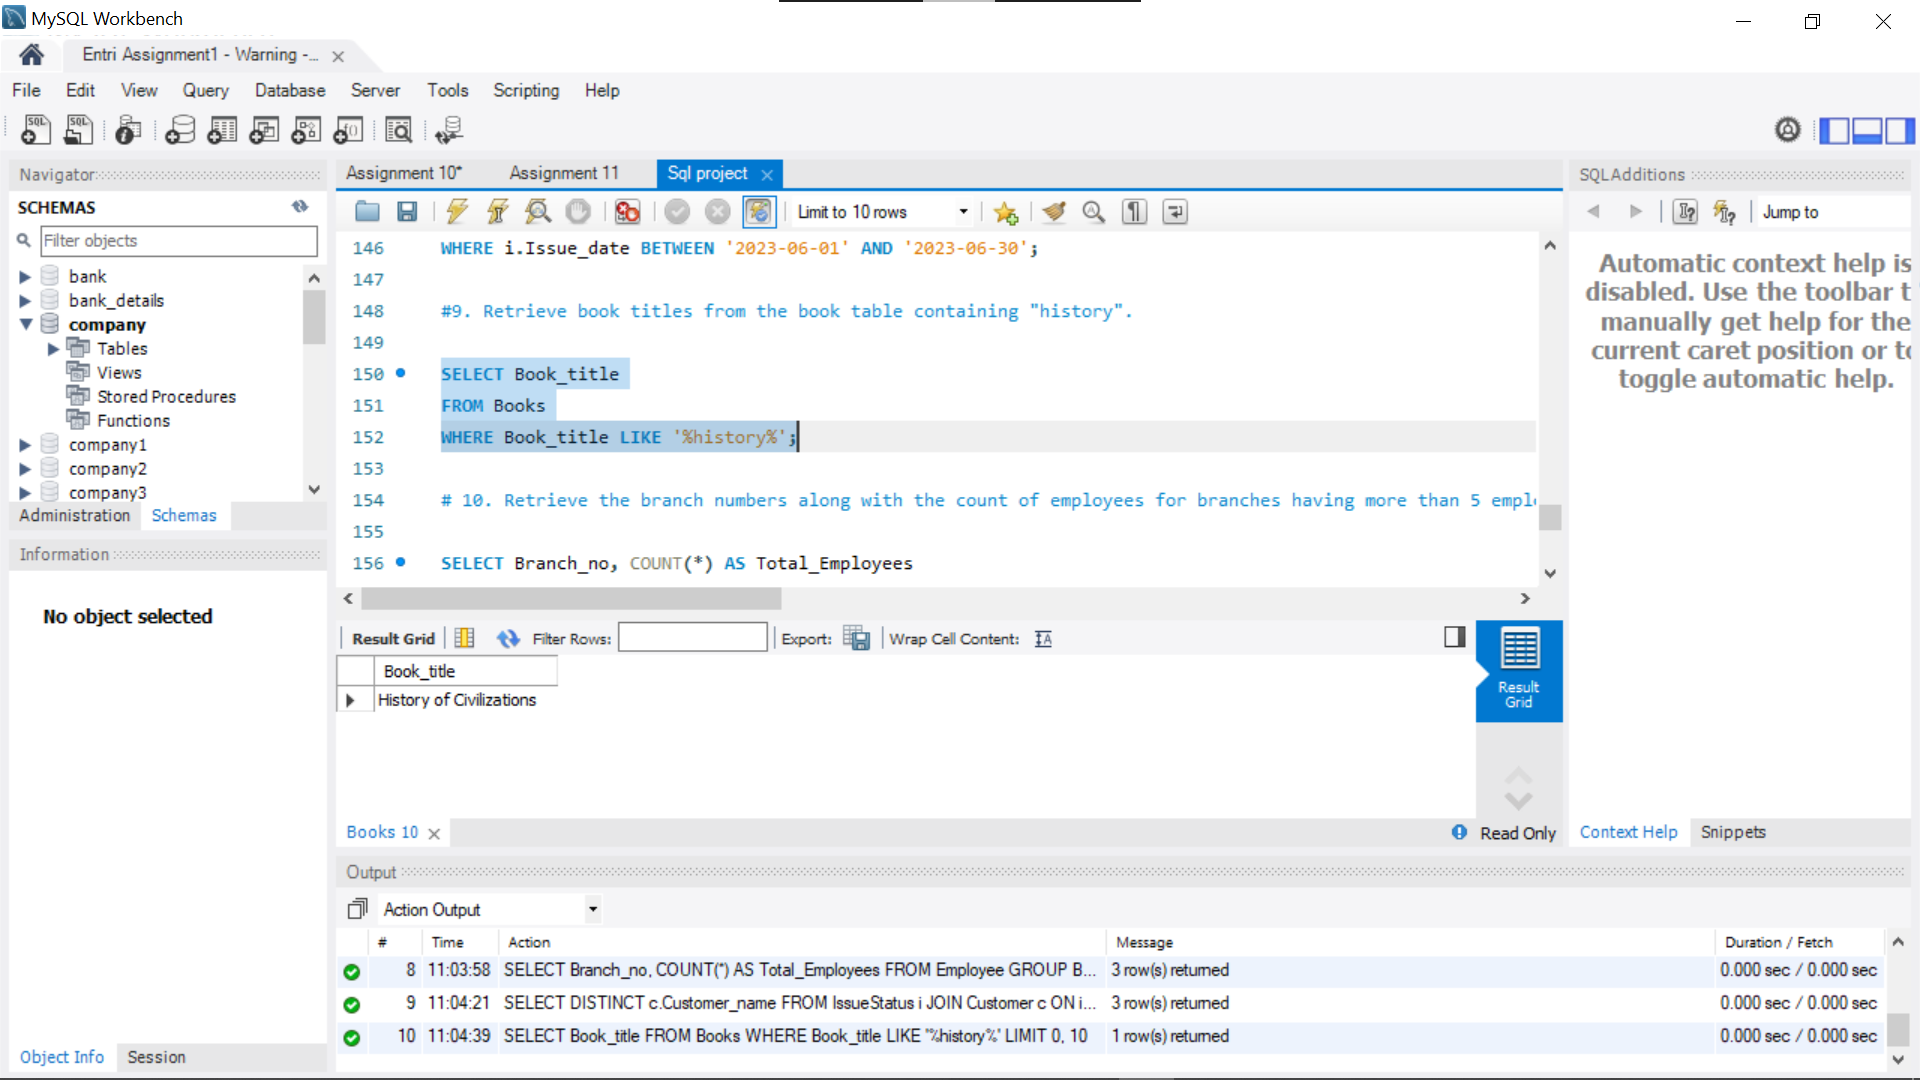 MySQL Workbench
Entri Assignment1 - Warning -...
File Edit View Query Database Server Tools Scripting Help
Navigator
SCHEMAS
Filter objects
bank
bank_details
company
Tables
Views
Stored Procedures
Functions
company1
company2
company3
Administration Schemas
Information
No object selected
Object Info Session
Assignment 10* Assignment 11 Sql project
Limit to 10 rows
146 WHERE i.Issue_date BETWEEN '2023-06-01' AND '2023-06-30';
147
148 #9. Retrieve book titles from the book table containing "history".
149
150 SELECT Book_title
151 FROM Books
152 WHERE Book_title LIKE '%history%';
153
154 # 10. Retrieve the branch numbers along with the count of employees for branches having more than 5 empl
155
156 SELECT Branch_no, COUNT(*) AS Total_Employees
Result Grid Filter Rows: Export: Wrap Cell Content:
Book_title
History of Civilizations
Result
Grid
Books 10 Read Only
SQLAdditions
Jump to
Automatic context help is
disabled. Use the toolbar t
manually get help for the
current caret position or to
toggle automatic help.
Context Help Snippets
Output
Action Output
# Time Action Message Duration / Fetch
8 11:03:58 SELECT Branch_no, COUNT(*) AS Total_Employees FROM Employee GROUP B... 3 row(s) returned 0.000 sec / 0.000 sec
9 11:04:21 SELECT DISTINCT c.Customer_name FROM IssueStatus i JOIN Customer c ON i... 3 row(s) returned 0.000 sec / 0.000 sec
10 11:04:39 SELECT Book_title FROM Books WHERE Book_title LIKE '%history%' LIMIT 0, 10 1 row(s) returned 0.000 sec / 0.000 sec